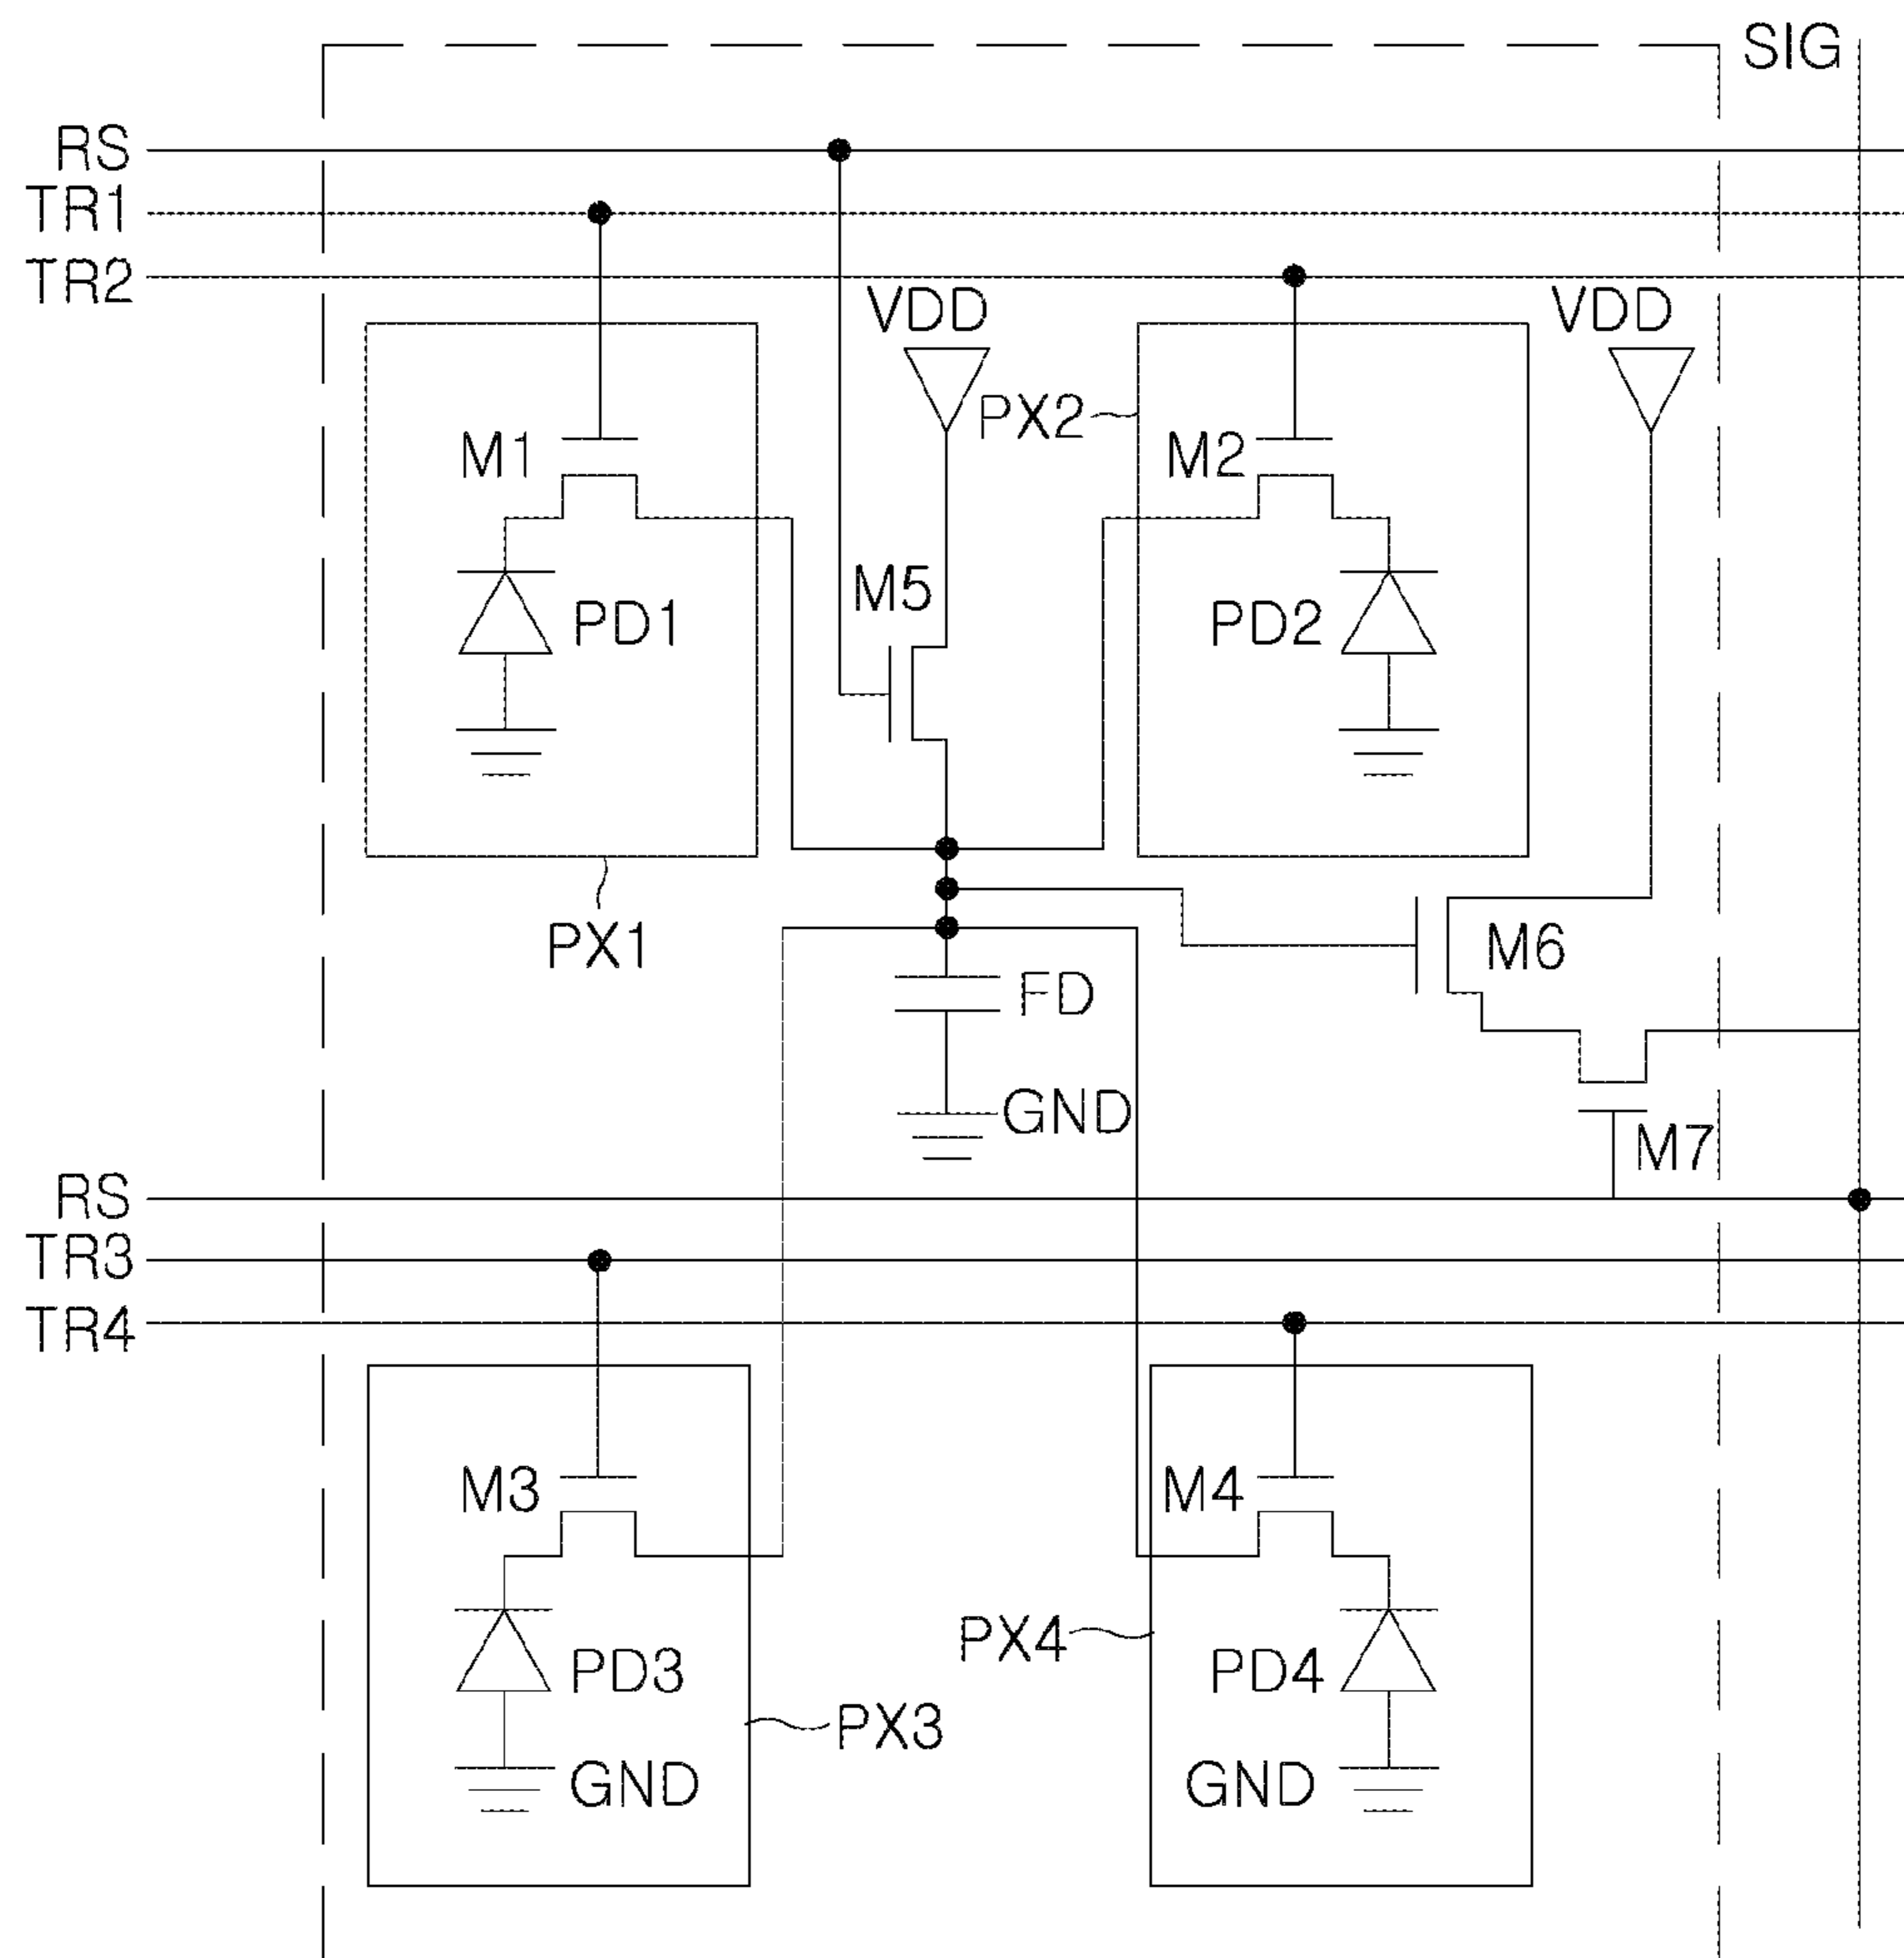 SIG
RS
TR1
TR2
VDD
VDD
PX2
M1
M2
M5
PD1
PD2
PX1
M6
FD
GND
M7
RS
TR3
TR4
M3
M4
PX4
PD3
PD4
PX3
GND
GND